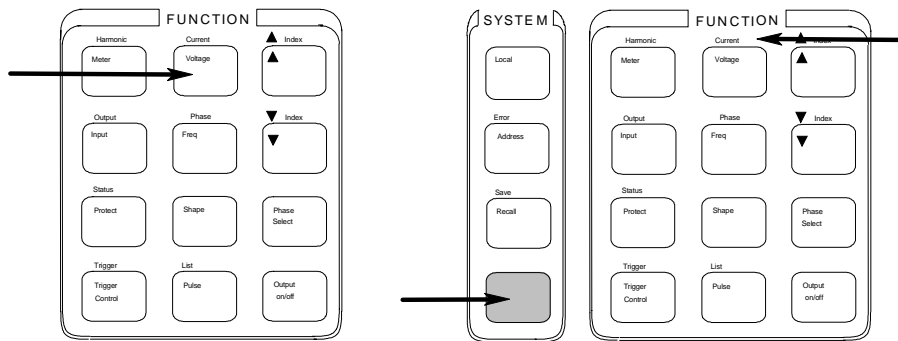 FUNCTION
Harmonic Current ▲ Index
Meter Voltage ▲
Output Phase ▼ Index
Input Freq ▼
Status
Protect Shape Phase
Select
Trigger List
Trigger Pulse Output
Control on/off
SYSTEM
Local
Error
Address
Save
Recall
FUNCTION
Harmonic Current ▲ Index
Meter Voltage ▲
Output Phase ▼ Index
Input Freq ▼
Status
Protect Shape Phase
Select
Trigger List
Trigger Pulse Output
Control on/off